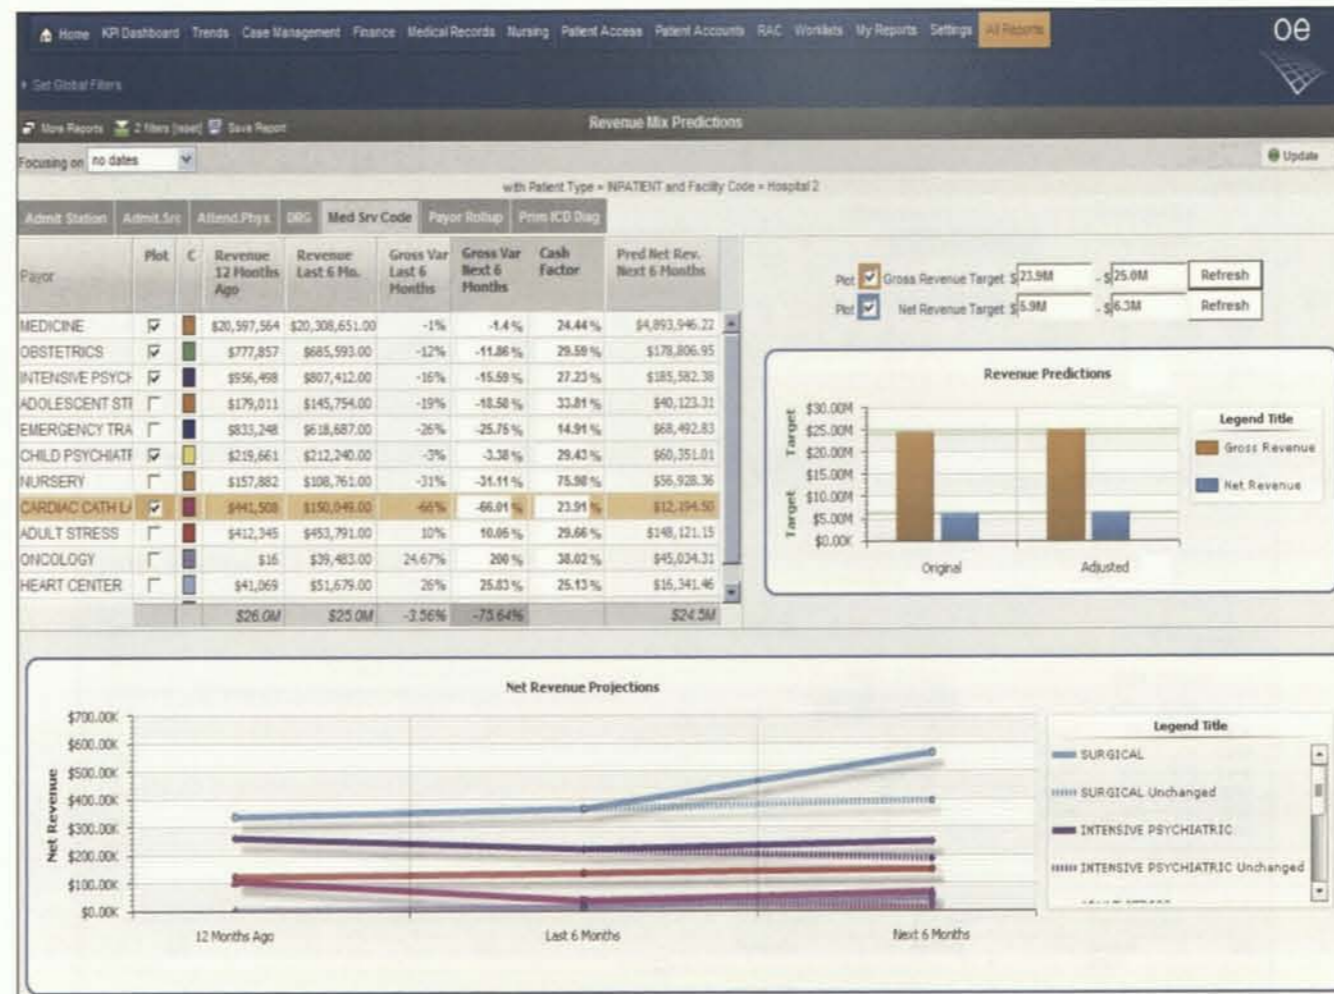 Home KPI Dashboard Trends Case Management Finance Medical Records Nursing Patient Access Patient Accounts RAC Worklists My Reports Settings All Reports
oe
Set Global Filters
More Reports 2 filters [reset] Save Report Revenue Mix Predictions
Focusing on no dates Update
with Patient Type = INPATIENT and Facility Code = Hospital 2
Admit Station Admit.Src Attend.Phys DRG Med Srv Code Payor Rollup Prim ICD Diag
Payor Plot C Revenue 12 Months Ago Revenue Last 6 Mo. Gross Var Last 6 Months Gross Var Next 6 Months Cash Factor Pred Net Rev. Next 6 Months
MEDICINE $20,597,564 $20,308,651.00 -1% -1.4 % 24.44 % $4,893,946.22
OBSTETRICS $777,857 $685,593.00 -12% -11.86 % 29.59 % $178,806.95
INTENSIVE PSYCH $956,498 $807,412.00 -16% -15.59 % 27.23 % $185,582.38
ADOLESCENT STR $179,011 $145,754.00 -19% -18.58 % 33.81 % $40,123.31
EMERGENCY TRA $833,248 $618,687.00 -26% -25.75 % 14.91 % $68,492.83
CHILD PSYCHIATR $219,661 $212,240.00 -3% -3.38 % 29.43 % $60,351.01
NURSERY $157,882 $108,761.00 -31% -31.11 % 75.98 % $56,928.36
CARDIAC CATH LA $441,508 $150,049.00 -66% -66.01 % 23.91 % $12,194.50
ADULT STRESS $412,345 $453,791.00 10% 10.05 % 29.66 % $148,121.15
ONCOLOGY $16 $39,483.00 24.67% 200 % 38.02 % $45,034.31
HEART CENTER $41,069 $51,679.00 26% 25.83 % 25.13 % $16,341.46
$26.0M $25.0M -3.56% -75.64% $24.5M
Plot Gross Revenue Target $ 23.9M - $ 25.0M Refresh
Plot Net Revenue Target $ 5.9M - $ 6.3M Refresh
Revenue Predictions
Target
Target
$30.00M
$25.00M
$20.00M
$15.00M
$10.00M
$5.00M
$0.00K
Original Adjusted
Legend Title
Gross Revenue
Net Revenue
Net Revenue Projections
Net Revenue
$700.00K
$600.00K
$500.00K
$400.00K
$300.00K
$200.00K
$100.00K
$0.00K
12 Months Ago Last 6 Months Next 6 Months
Legend Title
SURGICAL
SURGICAL Unchanged
INTENSIVE PSYCHIATRIC
INTENSIVE PSYCHIATRIC Unchanged